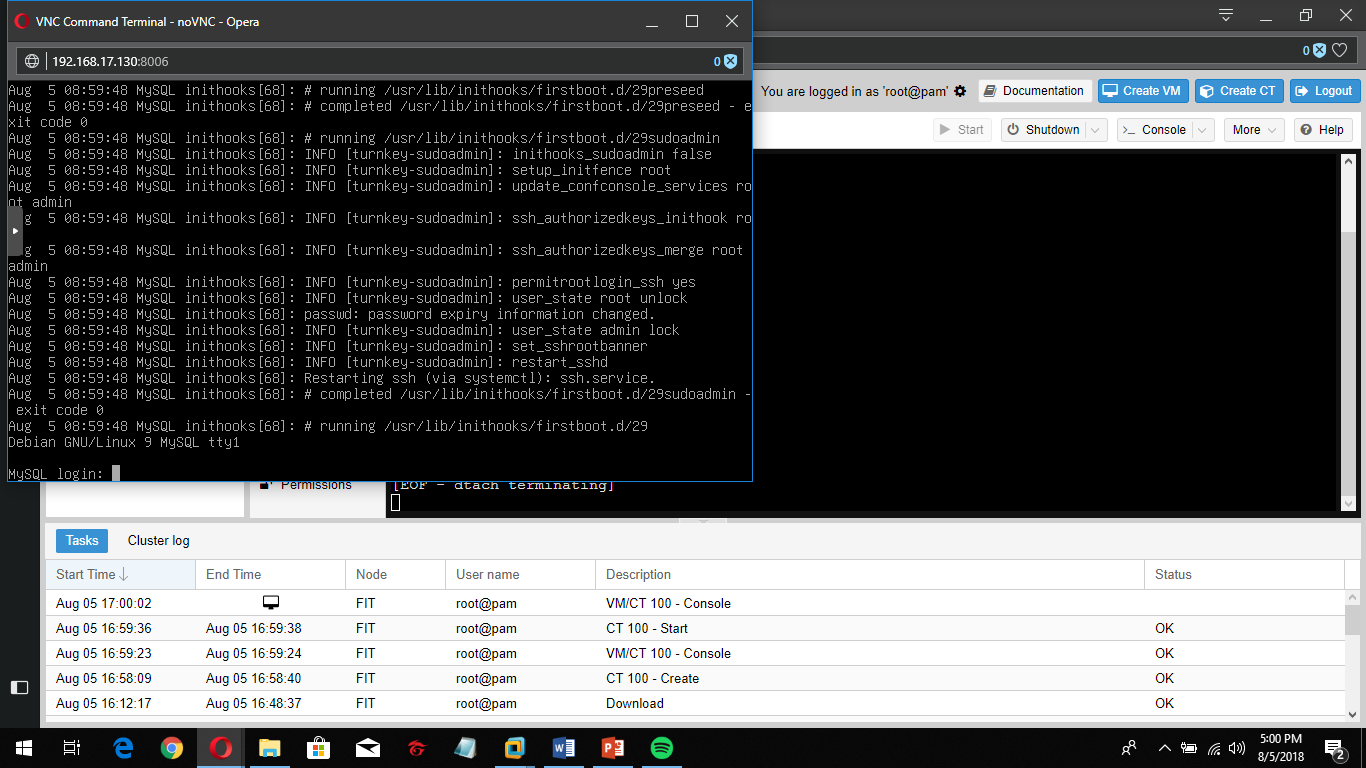 VNC Command Terminal - noVNC - Opera
192.168.17.130:8006
0
0
Aug  5 08:59:48 MySQL inithooks[68]: # running /usr/lib/inithooks/firstboot.d/29preseed
Aug  5 08:59:48 MySQL inithooks[68]: # completed /usr/lib/inithooks/firstboot.d/29preseed - e
xit code 0
Aug  5 08:59:48 MySQL inithooks[68]: # running /usr/lib/inithooks/firstboot.d/29sudoadmin
Aug  5 08:59:48 MySQL inithooks[68]: INFO [turnkey-sudoadmin]: inithooks_sudoadmin false
Aug  5 08:59:48 MySQL inithooks[68]: INFO [turnkey-sudoadmin]: setup_initfence root
Aug  5 08:59:48 MySQL inithooks[68]: INFO [turnkey-sudoadmin]: update_confconsole_services ro
ot admin
ug  5 08:59:48 MySQL inithooks[68]: INFO [turnkey-sudoadmin]: ssh_authorizedkeys_inithook ro
ug  5 08:59:48 MySQL inithooks[68]: INFO [turnkey-sudoadmin]: ssh_authorizedkeys_merge root
admin
Aug  5 08:59:48 MySQL inithooks[68]: INFO [turnkey-sudoadmin]: permitrootlogin_ssh yes
Aug  5 08:59:48 MySQL inithooks[68]: INFO [turnkey-sudoadmin]: user_state root unlock
Aug  5 08:59:48 MySQL inithooks[68]: passwd: password expiry information changed.
Aug  5 08:59:48 MySQL inithooks[68]: INFO [turnkey-sudoadmin]: user_state admin lock
Aug  5 08:59:48 MySQL inithooks[68]: INFO [turnkey-sudoadmin]: set_sshrootbanner
Aug  5 08:59:48 MySQL inithooks[68]: INFO [turnkey-sudoadmin]: restart_sshd
Aug  5 08:59:48 MySQL inithooks[68]: Restarting ssh (via systemctl): ssh.service.
Aug  5 08:59:48 MySQL inithooks[68]: # completed /usr/lib/inithooks/firstboot.d/29sudoadmin -
 exit code 0
Aug  5 08:59:48 MySQL inithooks[68]: # running /usr/lib/inithooks/firstboot.d/29
Debian GNU/Linux 9 MySQL tty1
MySQL login:
You are logged in as 'root@pam' Documentation Create VM Create CT Logout
Start Shutdown Console More Help
Permissions
[EOF - dtach terminating]
Tasks Cluster log
Start Time End Time Node User name Description Status
Aug 05 17:00:02 FIT root@pam VM/CT 100 - Console
Aug 05 16:59:36 Aug 05 16:59:38 FIT root@pam CT 100 - Start OK
Aug 05 16:59:23 Aug 05 16:59:24 FIT root@pam VM/CT 100 - Console OK
Aug 05 16:58:09 Aug 05 16:58:40 FIT root@pam CT 100 - Create OK
Aug 05 16:12:17 Aug 05 16:48:37 FIT root@pam Download OK
5:00 PM
8/5/2018
2